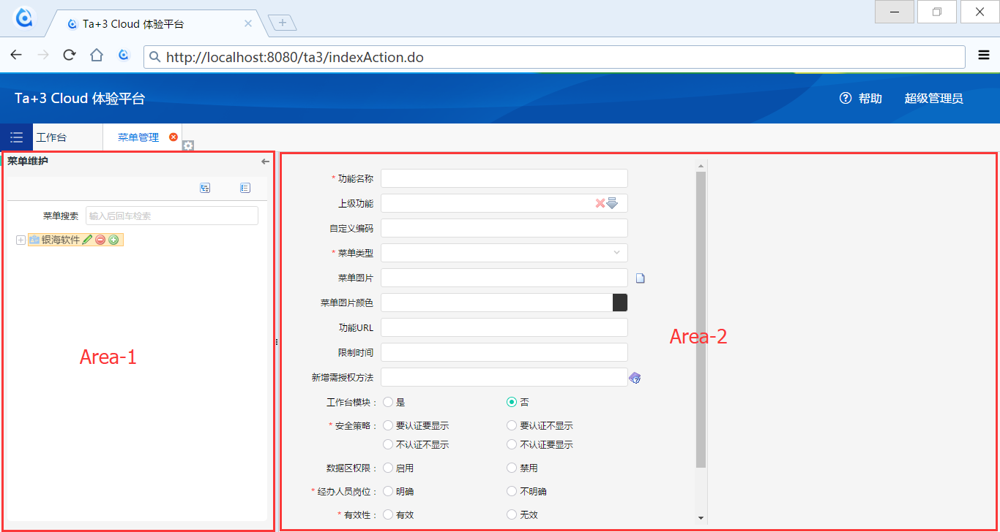 Ta+3 Cloud 体验平台
http://localhost:8080/ta3/indexAction.do
Ta+3 Cloud 体验平台
帮助 超级管理员
工作台 菜单管理
菜单维护
菜单搜索 输入后回车检索
银海软件
Area-1
* 功能名称
上级功能
自定义编码
* 菜单类型
菜单图片
菜单图片颜色
功能URL
限制时间
新增需授权方法
工作台模块： 是 否
* 安全策略： 要认证要显示 要认证不显示
不认证不显示 不认证要显示
数据区权限： 启用 禁用
* 经办人员岗位： 明确 不明确
* 有效性： 有效 无效
Area-2